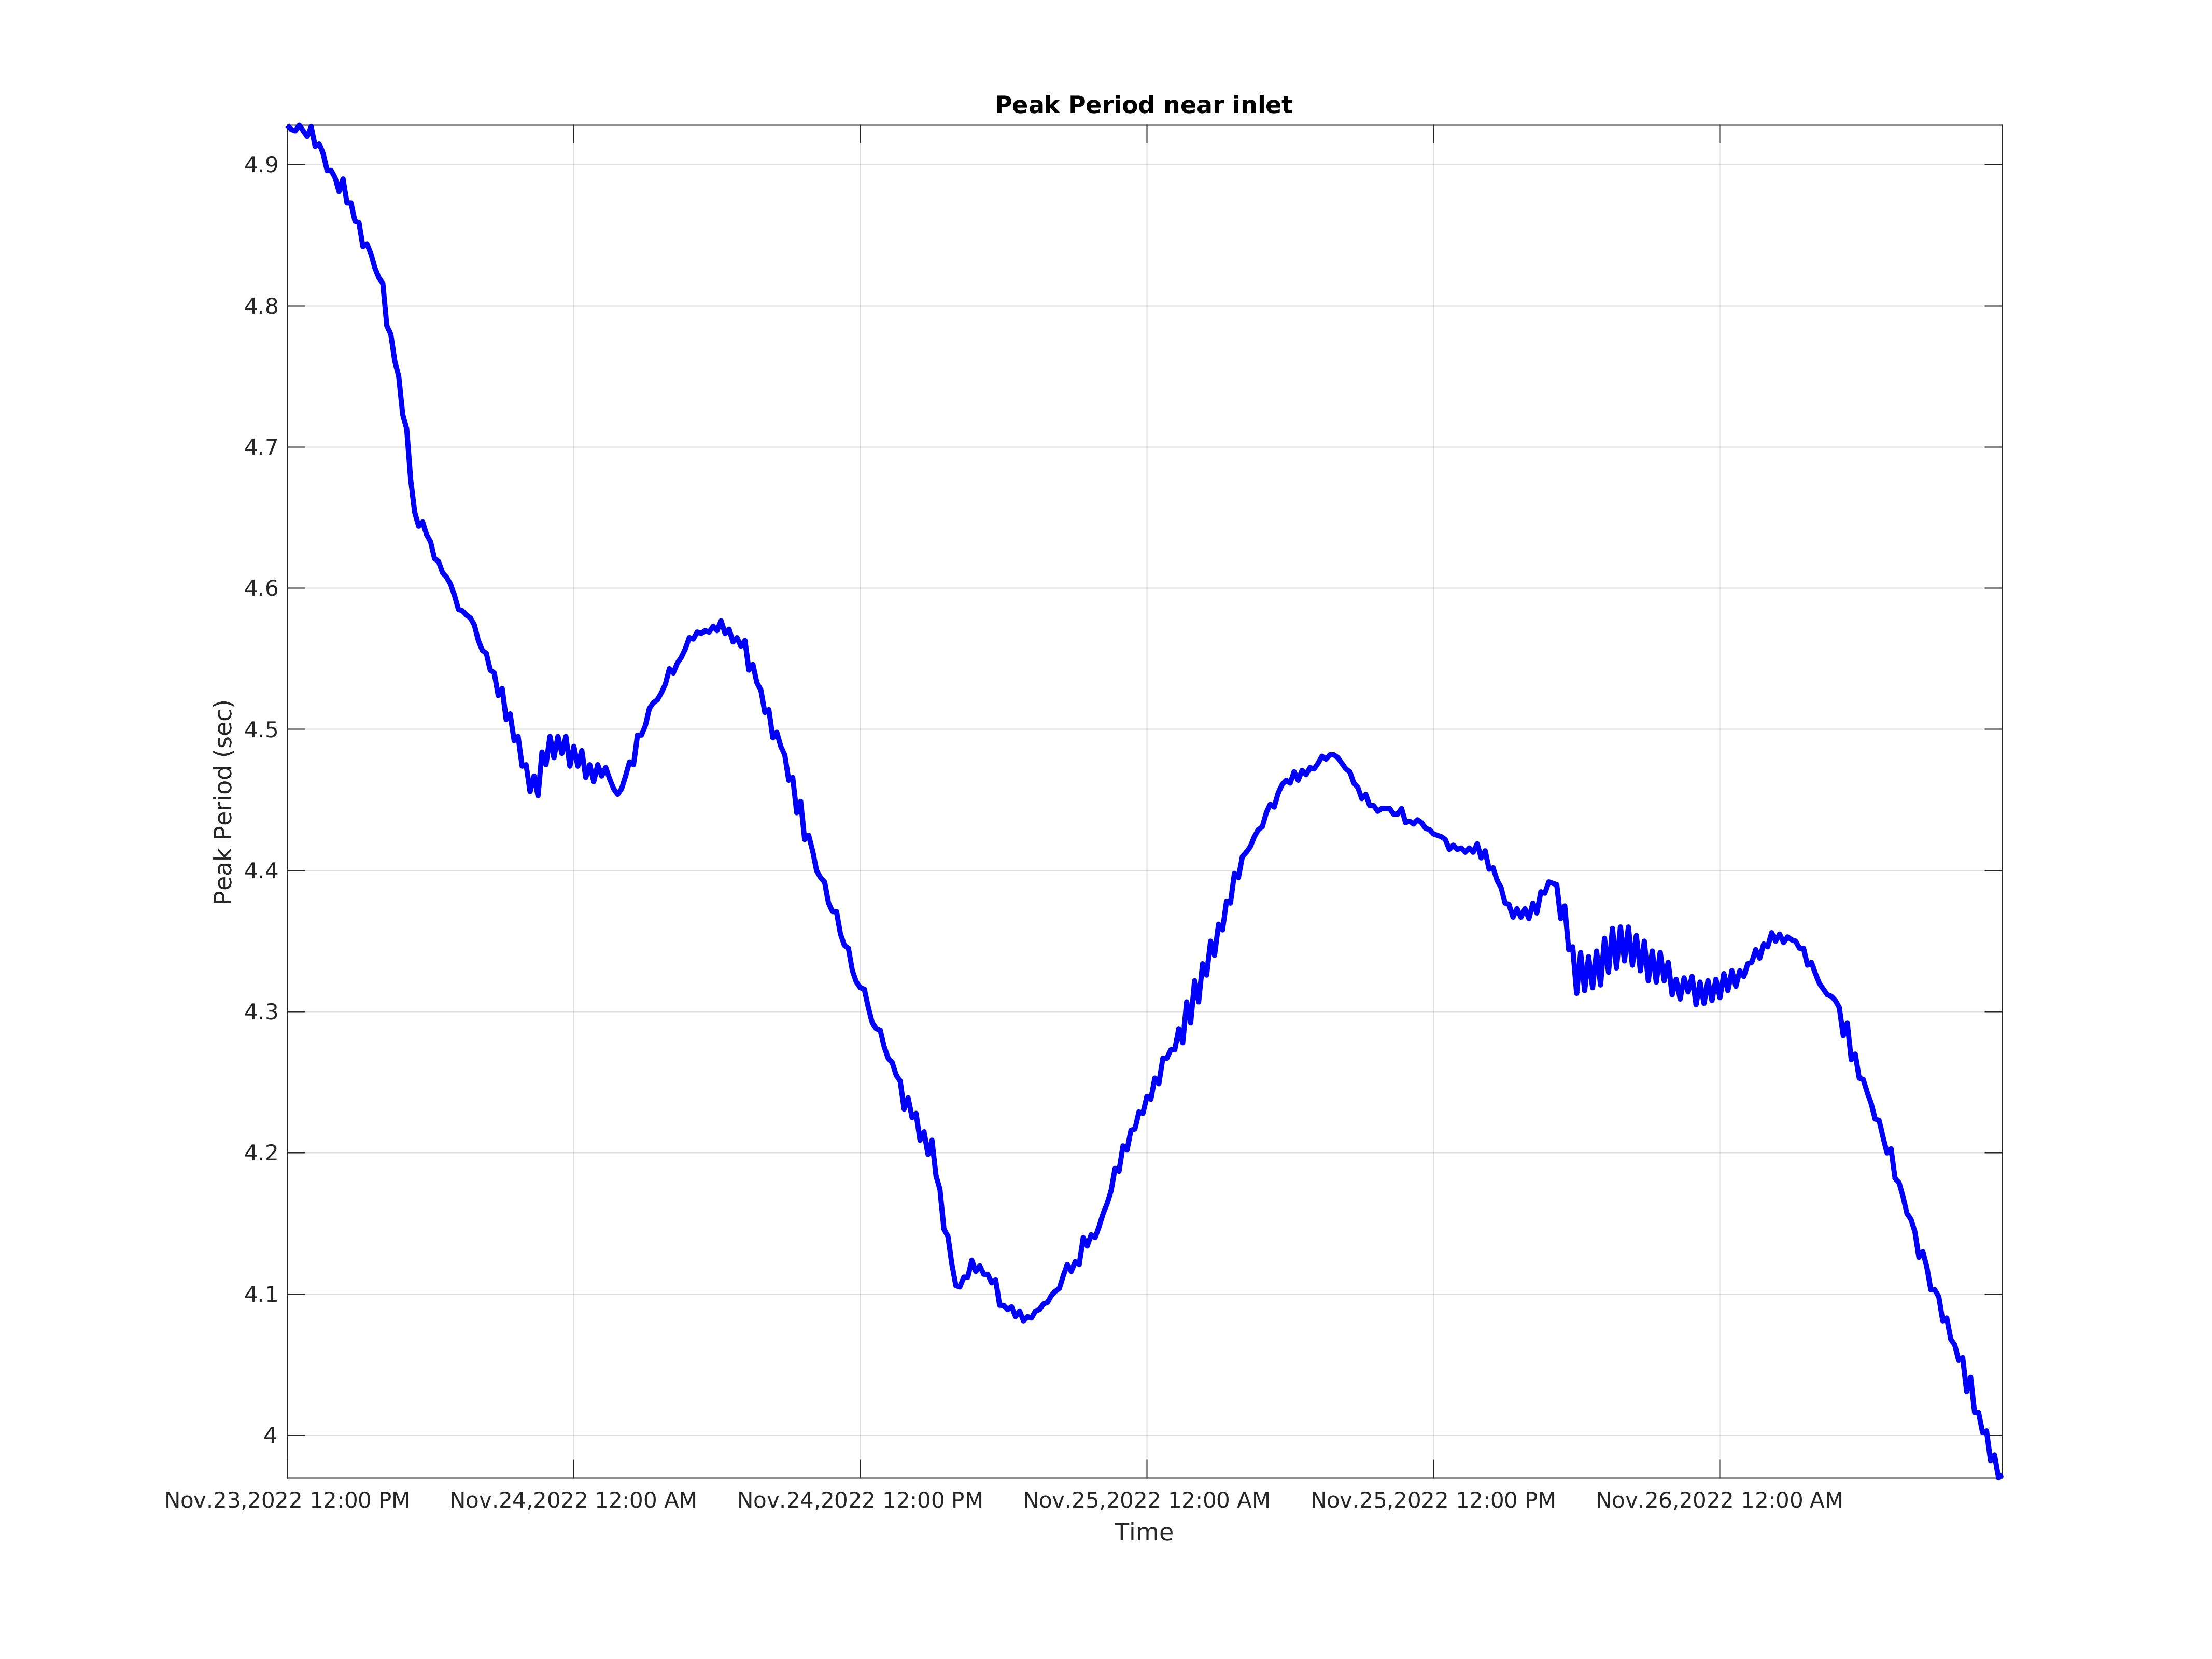 Peak Period near inlet
4.9
4.8
4.7
4.6
4.5
4.4
4.3
4.2
4.1
4
Peak Period (sec)
Nov.23,2022 12:00 PM Nov.24,2022 12:00 AM Nov.24,2022 12:00 PM Nov.25,2022 12:00 AM Nov.25,2022 12:00 PM Nov.26,2022 12:00 AM
Time